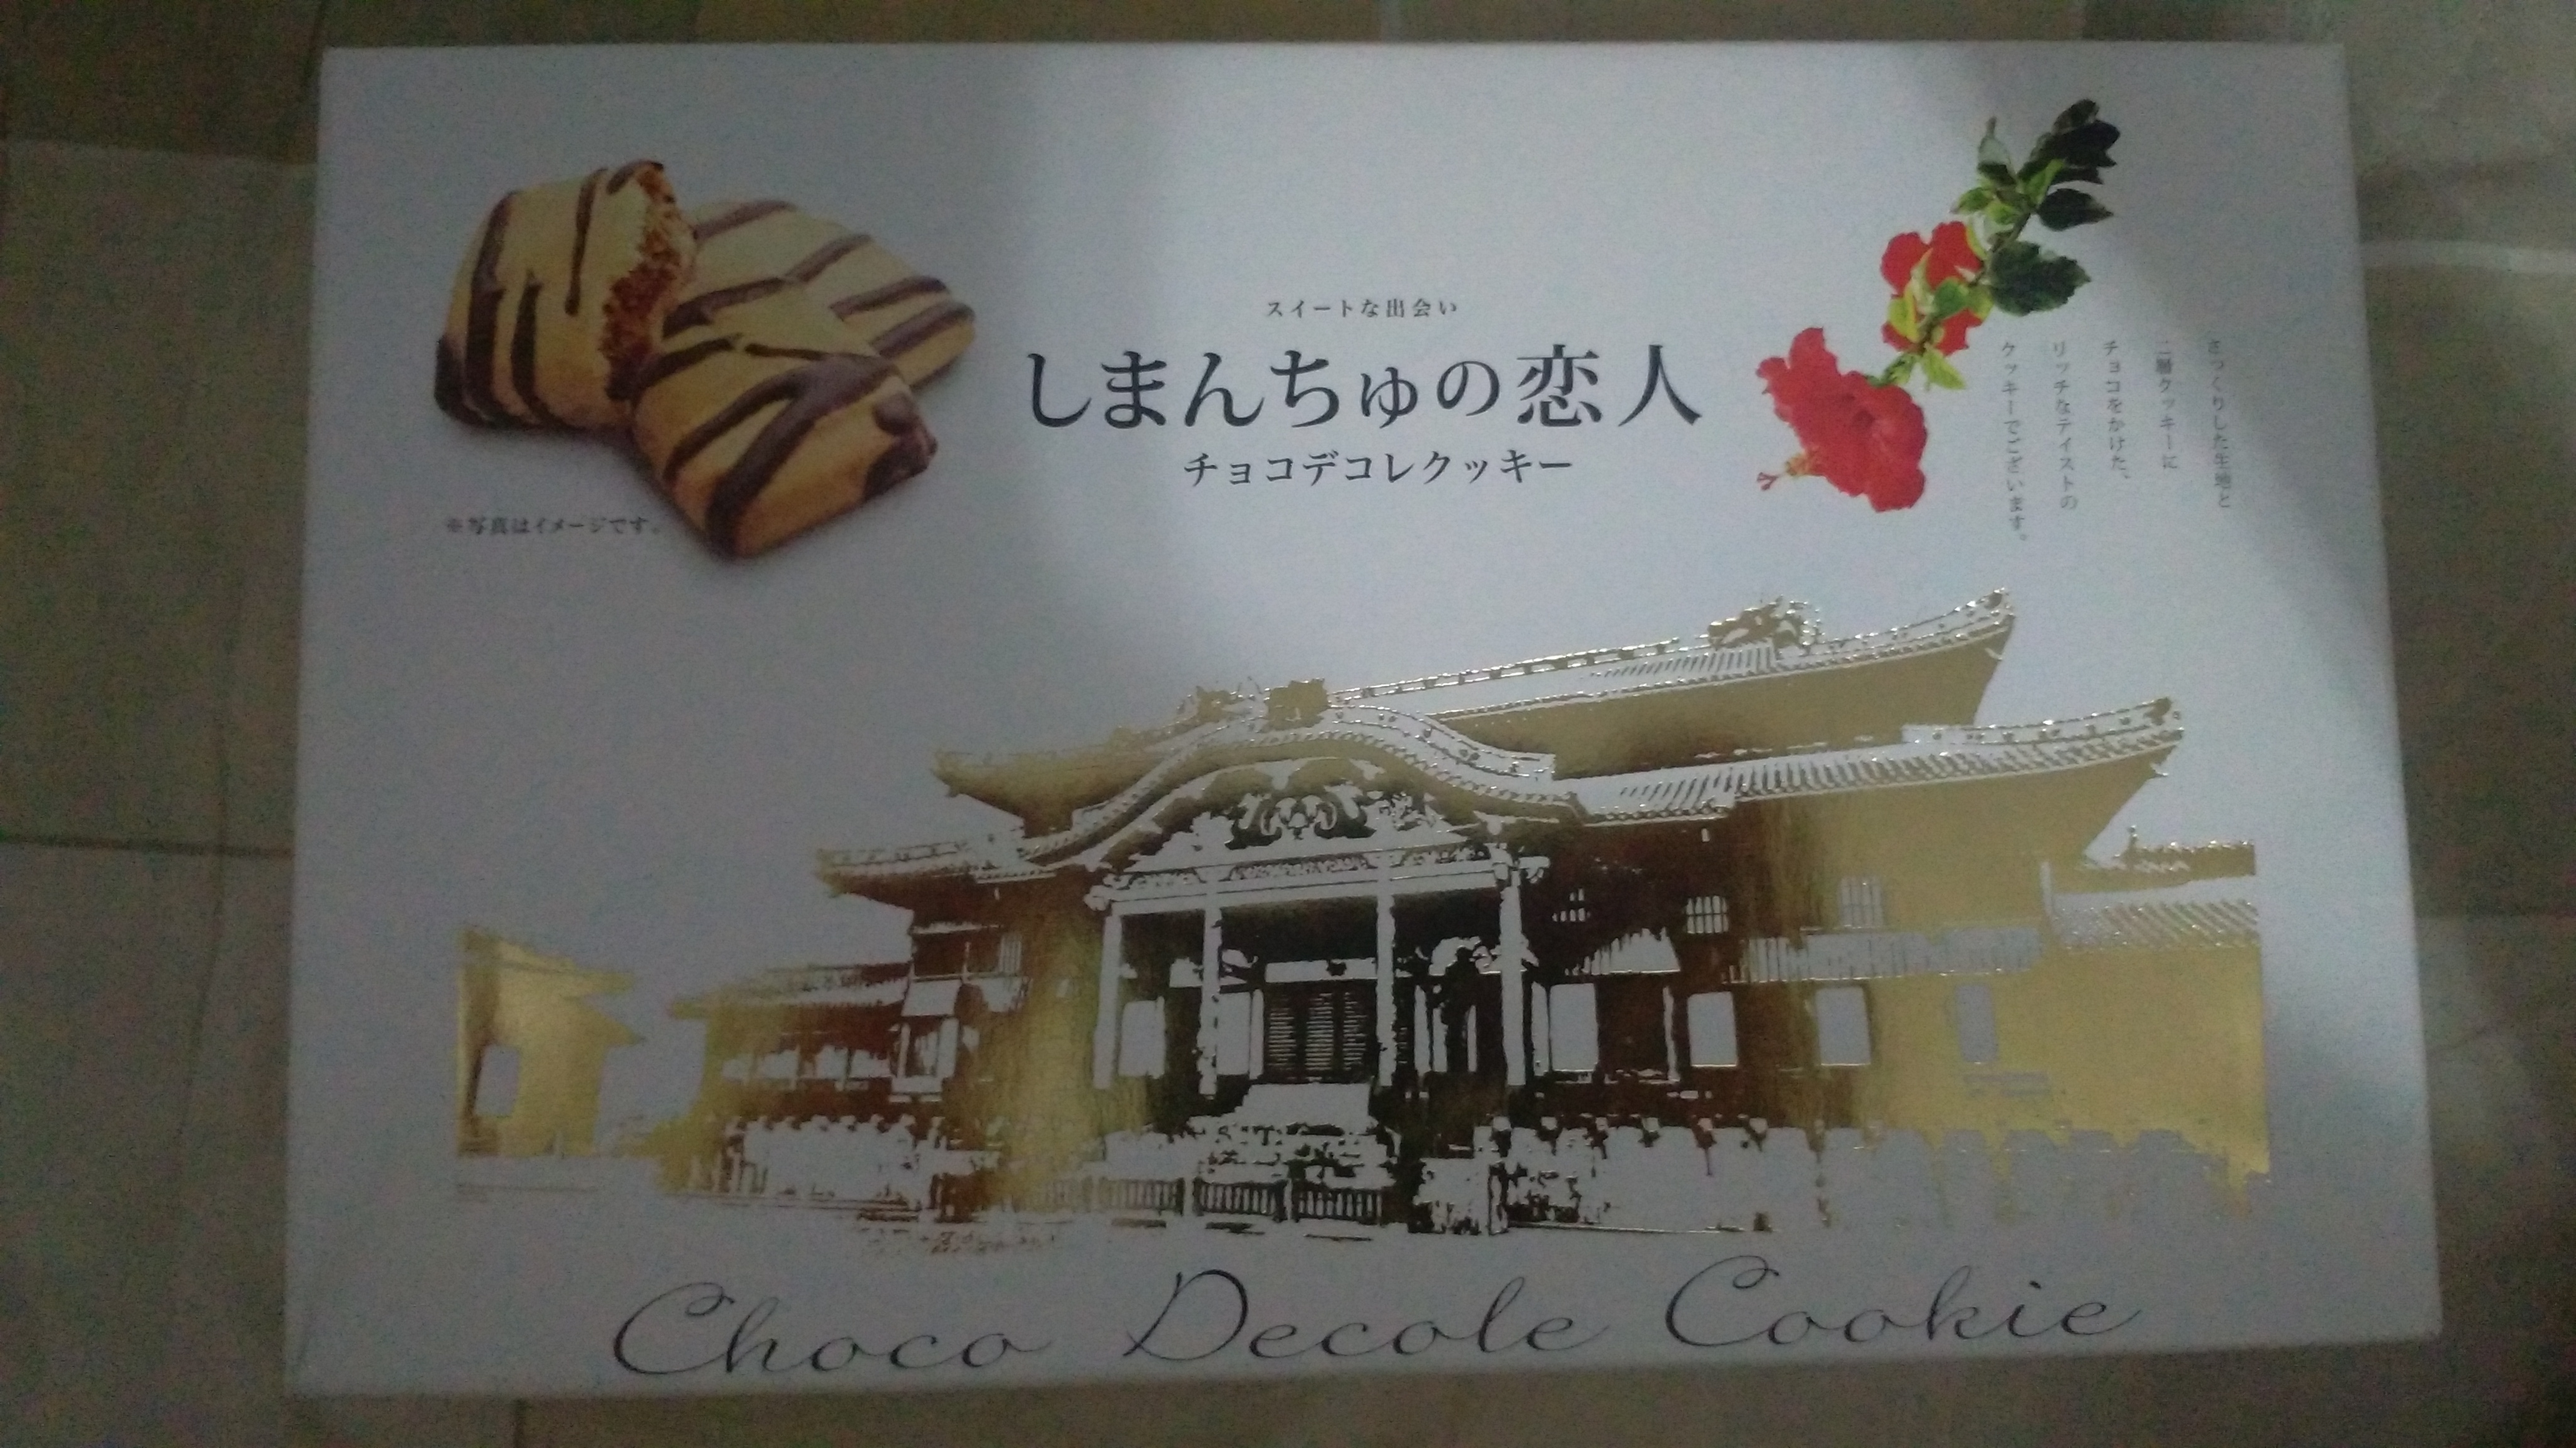 スイートな出会い
しまんちゅの恋人
チョコデコレクッキー
※写真はイメージです。
さっくりした生地と
二層クッキーに
チョコをかけた、
リッチなテイストの
クッキーでございます。
Choco Decole Cookie